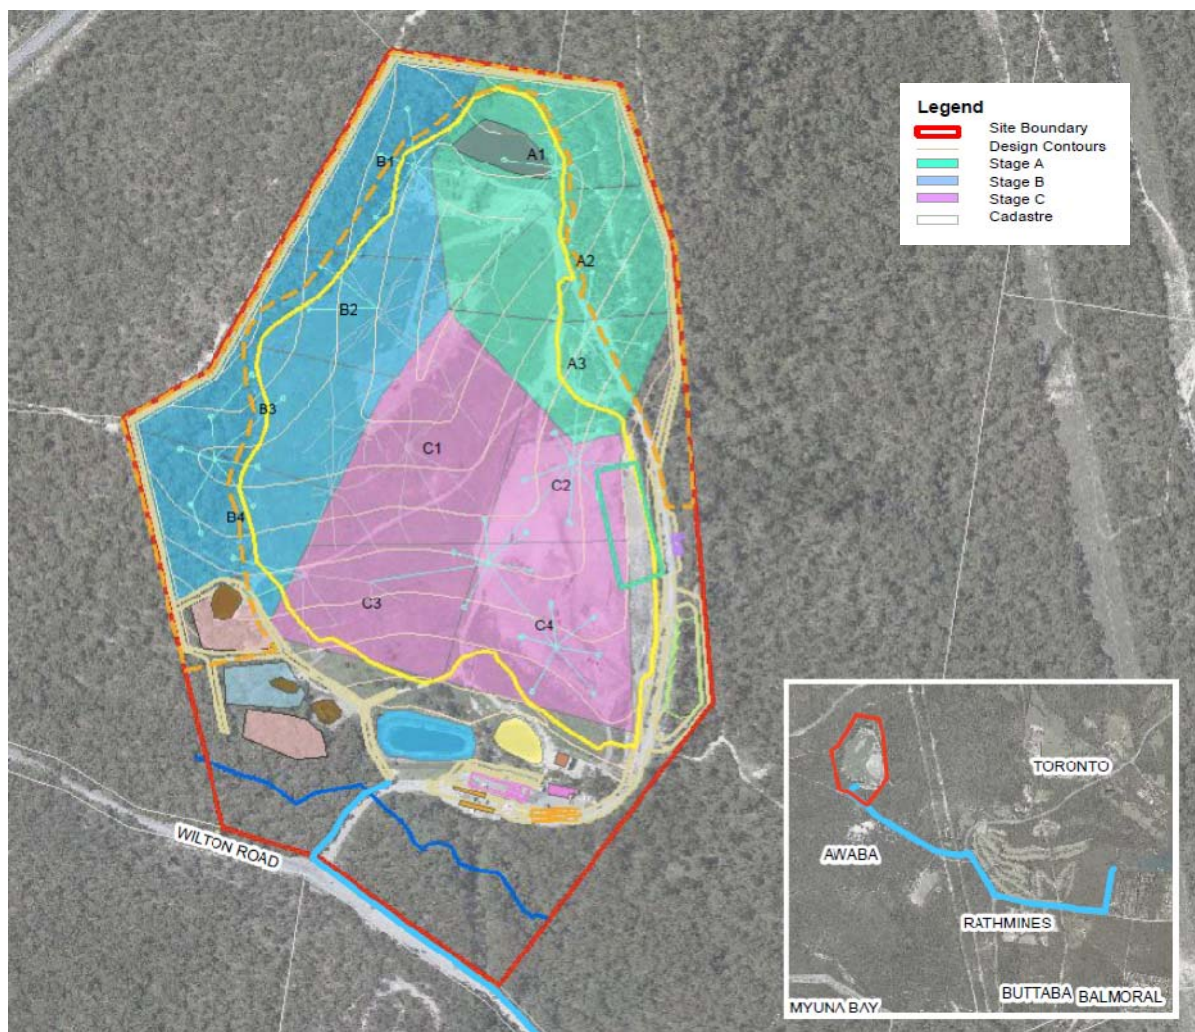 Legend
Site Boundary
Design Contours
Stage A
Stage B
Stage C
Cadastre
A1
B1
A2
B2
A3
B3
C1
C2
B4
C3
C4
WILTON ROAD
TORONTO
AWABA
RATHMINES
BUTTABA BALMORAL
MYUNA BAY